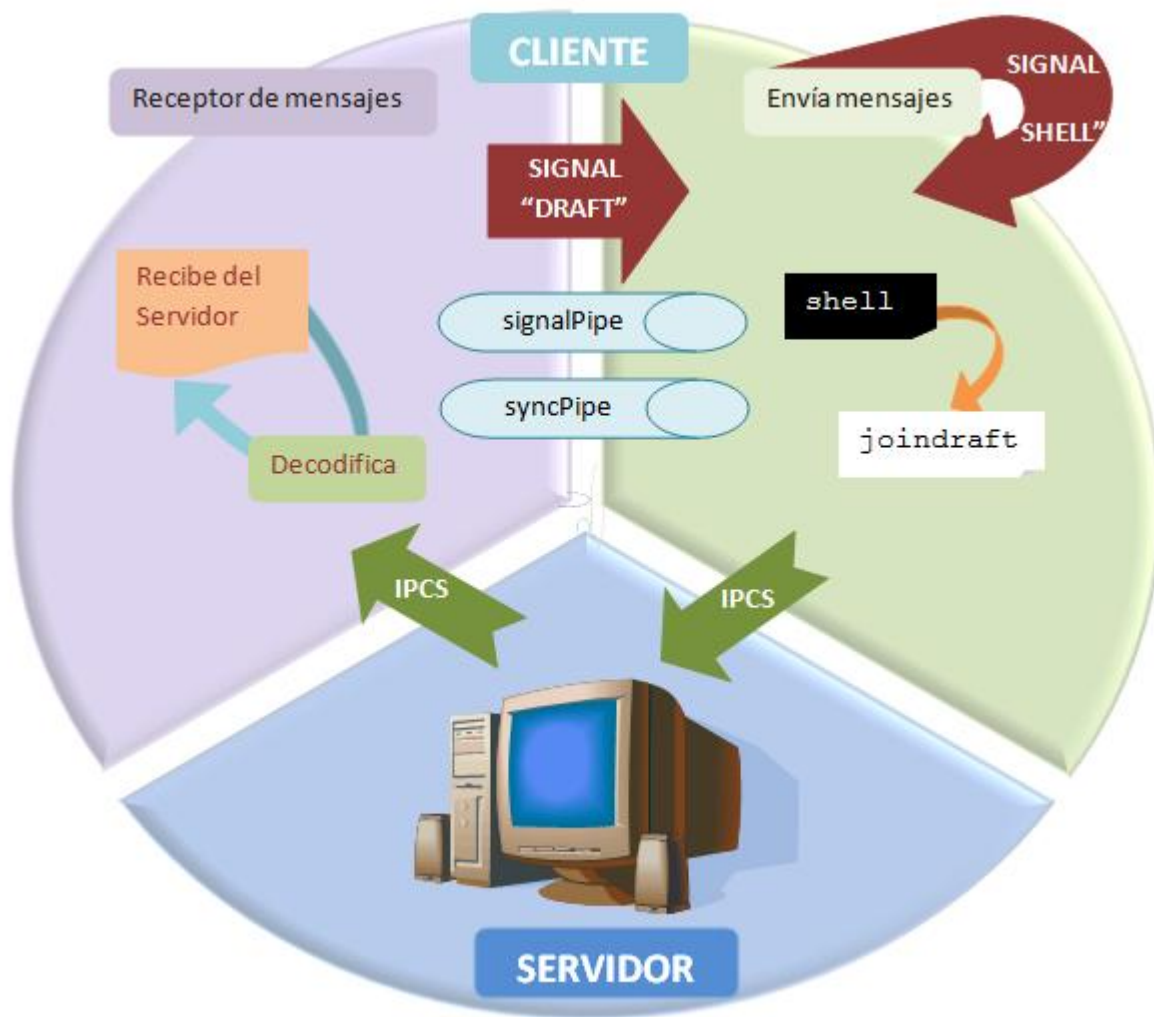 CLIENTE
Receptor de mensajes
Envía mensajes
SIGNAL
SHELL”
SIGNAL
“DRAFT”
Recibe del
Servidor
signalPipe
shell
syncPipe
joindraft
Decodifica
IPCS
IPCS
SERVIDOR